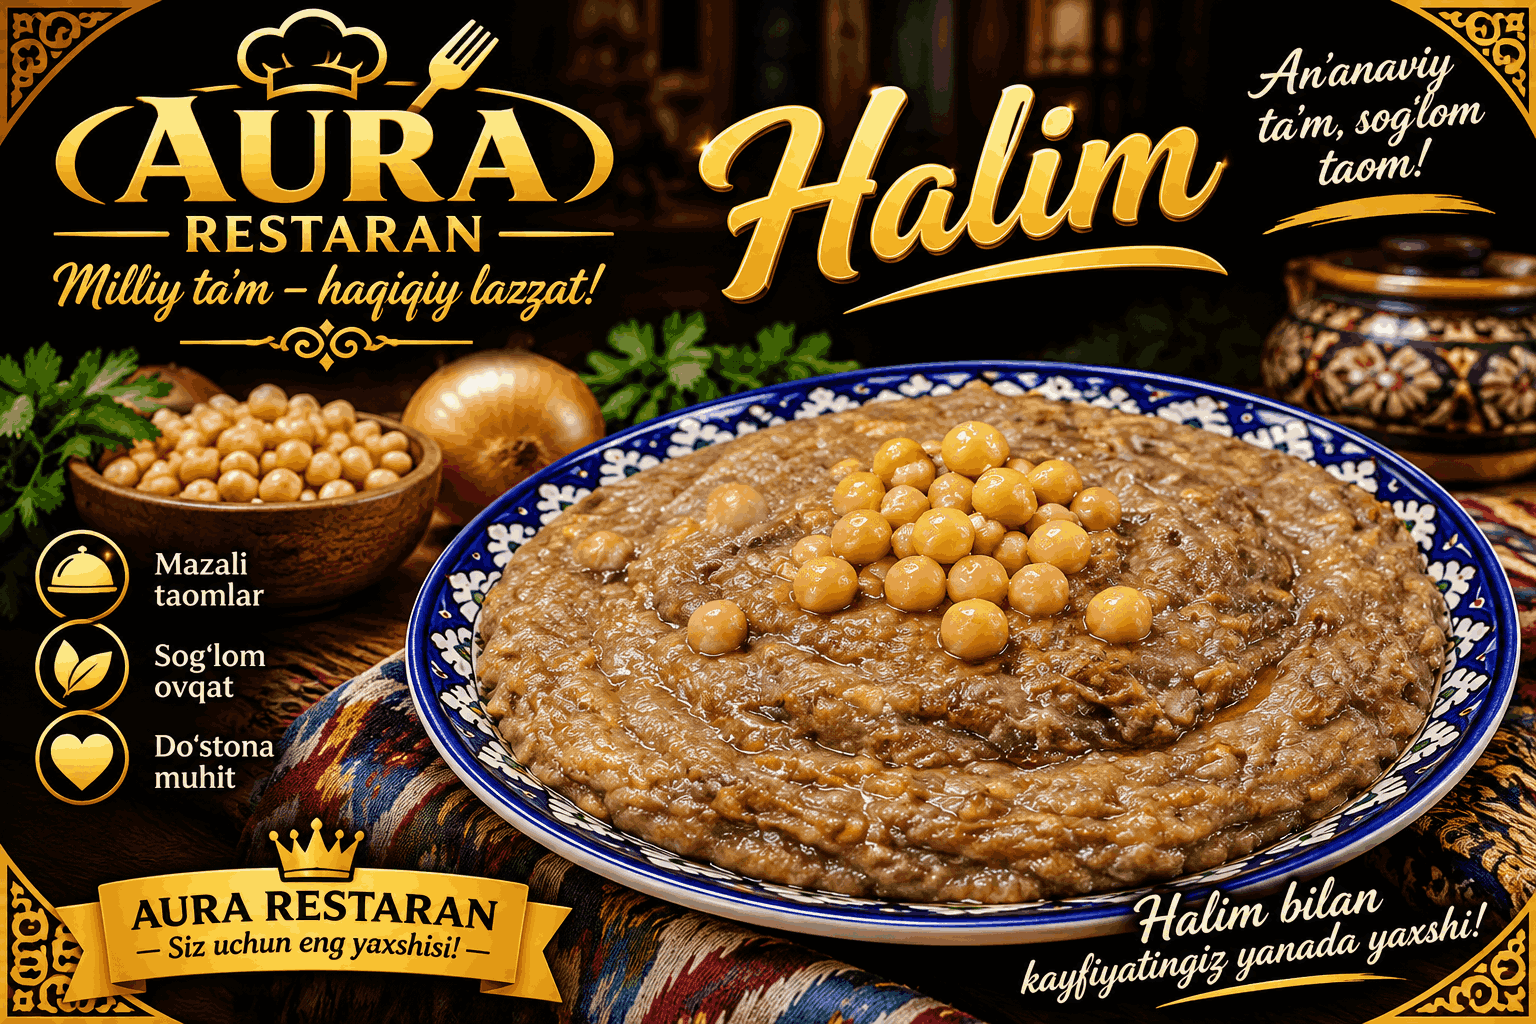 AURA
RESTARAN
Milliy ta'm – haqiqiy lazzat!
Halim
An'anaviy
ta'm, sog'lom
taom!
Mazali
taomlar
Sog‘lom
ovqat
Do‘stona
muhit
AURA RESTARAN
– Siz uchun eng yaxshisi! –
Halim bilan
kayfiyatingiz yanada yaxshi!